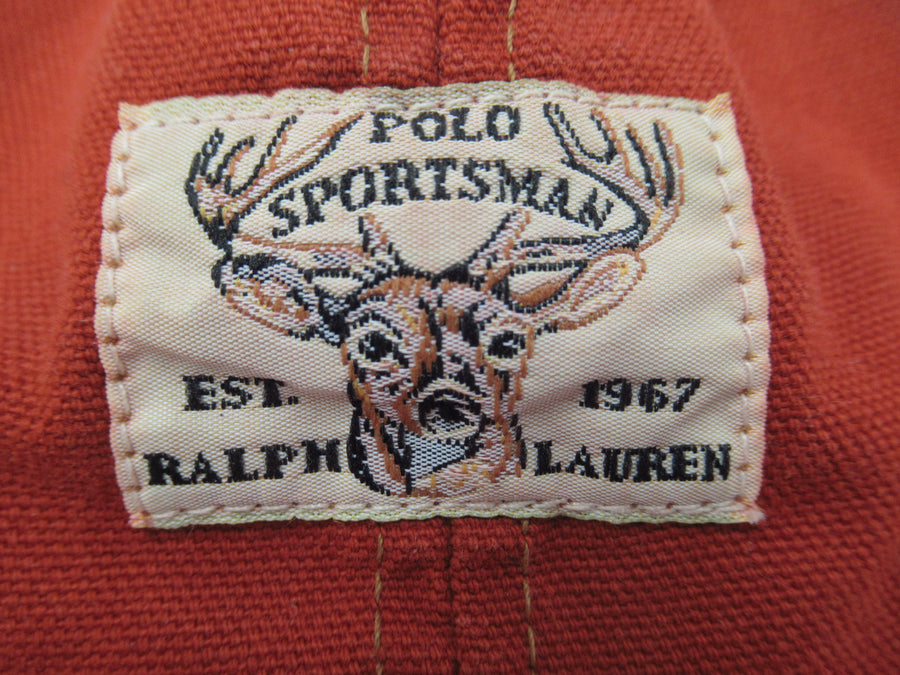 POLO
SPORTSMAN
EST. 1967
RALPH LAUREN